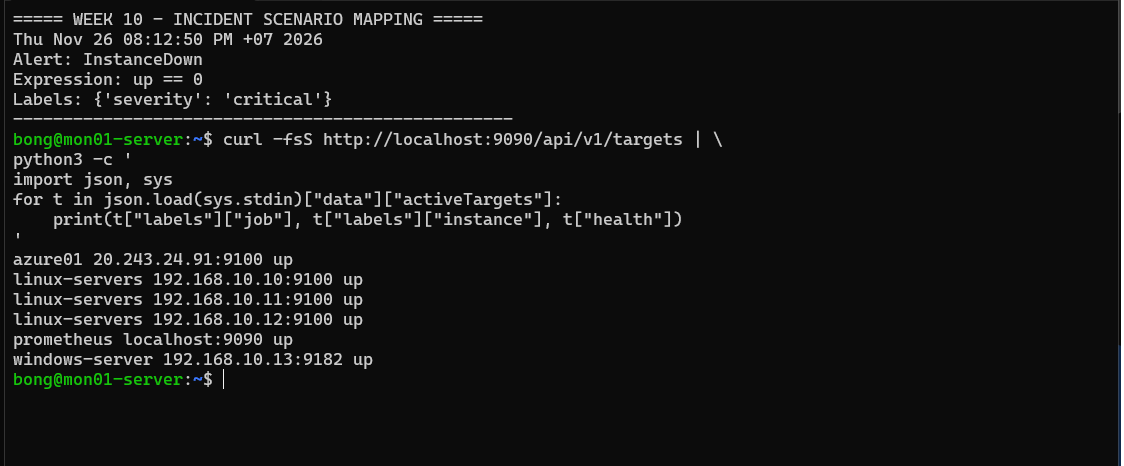 ===== WEEK 10 - INCIDENT SCENARIO MAPPING =====
Thu Nov 26 08:12:50 PM +07 2026
Alert: InstanceDown
Expression: up == 0
Labels: {'severity': 'critical'}
--------------------------------------------------
bong@mon01-server:~$ curl -fsS http://localhost:9090/api/v1/targets | \
python3 -c '
import json, sys
for t in json.load(sys.stdin)["data"]["activeTargets"]:
    print(t["labels"]["job"], t["labels"]["instance"], t["health"])
'
azure01 20.243.24.91:9100 up
linux-servers 192.168.10.10:9100 up
linux-servers 192.168.10.11:9100 up
linux-servers 192.168.10.12:9100 up
prometheus localhost:9090 up
windows-server 192.168.10.13:9182 up
bong@mon01-server:~$